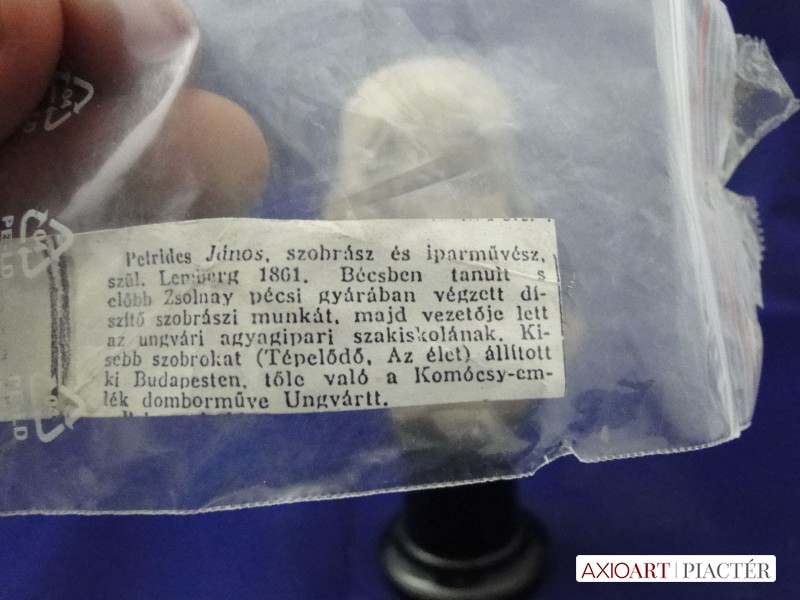 Petrides János, szobrász és iparművész,
szül. Lemberg 1861. Bécsben tanult s
előbb Zsolnay pécsi gyárában végzett dí-
szítő szobrászi munkát, majd vezetője lett
az ungvári agyagipari szakiskolának. Ki-
sebb szobrokat (Tépelődő, Az élet) állított
ki Budapesten, tőle való a Komócsy-em-
lék domborműve Ungvártt.
AXIOART | PIACTÉR